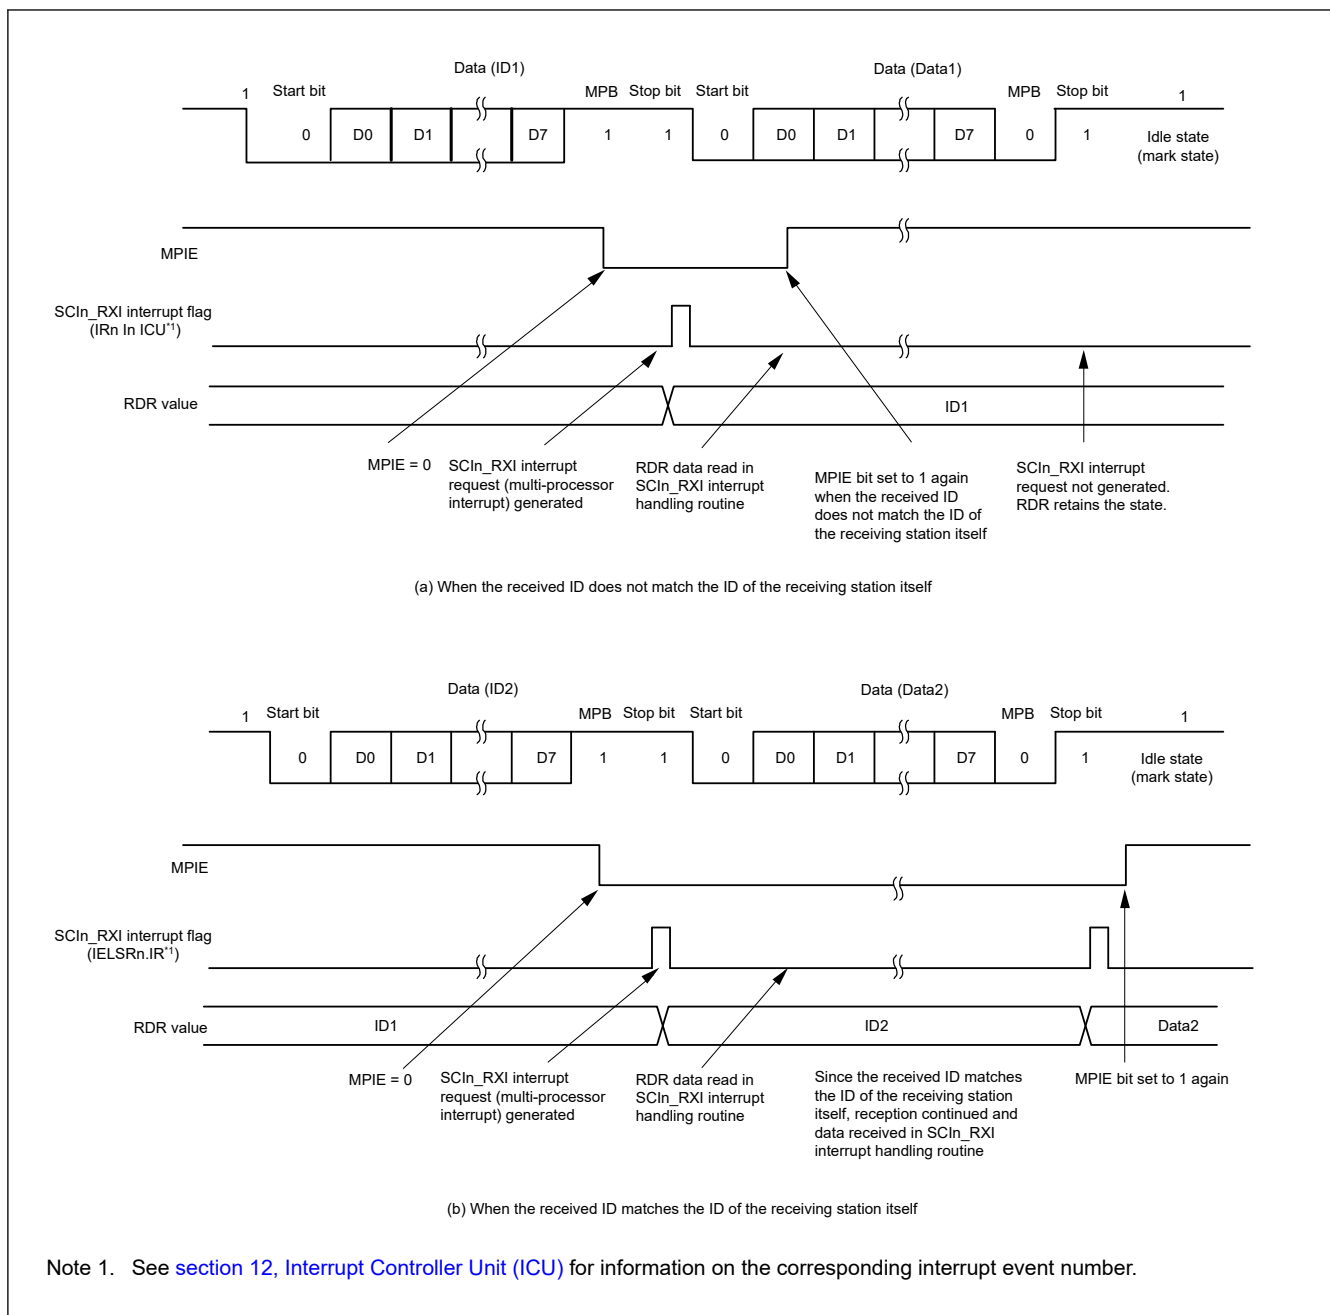 Data (ID1)
Data (Data1)
1
Start bit
MPB
Stop bit
Start bit
MPB
Stop bit
1
0
D0
D1
D7
1
1
0
D0
D1
D7
0
1
Idle state
(mark state)
MPIE
SCIn_RXI interrupt flag
(IRn In ICU*1)
RDR value
ID1
MPIE = 0
SCIn_RXI interrupt
request (multi-processor
interrupt) generated
RDR data read in
SCIn_RXI interrupt
handling routine
MPIE bit set to 1 again
when the received ID
does not match the ID of
the receiving station itself
SCIn_RXI interrupt
request not generated.
RDR retains the state.
(a) When the received ID does not match the ID of the receiving station itself
Data (ID2)
Data (Data2)
1
Start bit
MPB
Stop bit
Start bit
MPB
Stop bit
1
0
D0
D1
D7
1
1
0
D0
D1
D7
0
1
Idle state
(mark state)
MPIE
SCIn_RXI interrupt flag
(IELSRn.IR*1)
RDR value
ID1
ID2
Data2
MPIE = 0
SCIn_RXI interrupt
request (multi-processor
interrupt) generated
RDR data read in
SCIn_RXI interrupt
handling routine
Since the received ID matches
the ID of the receiving station
itself, reception continued and
data received in SCIn_RXI
interrupt handling routine
MPIE bit set to 1 again
(b) When the received ID matches the ID of the receiving station itself
Note 1. See section 12, Interrupt Controller Unit (ICU) for information on the corresponding interrupt event number.